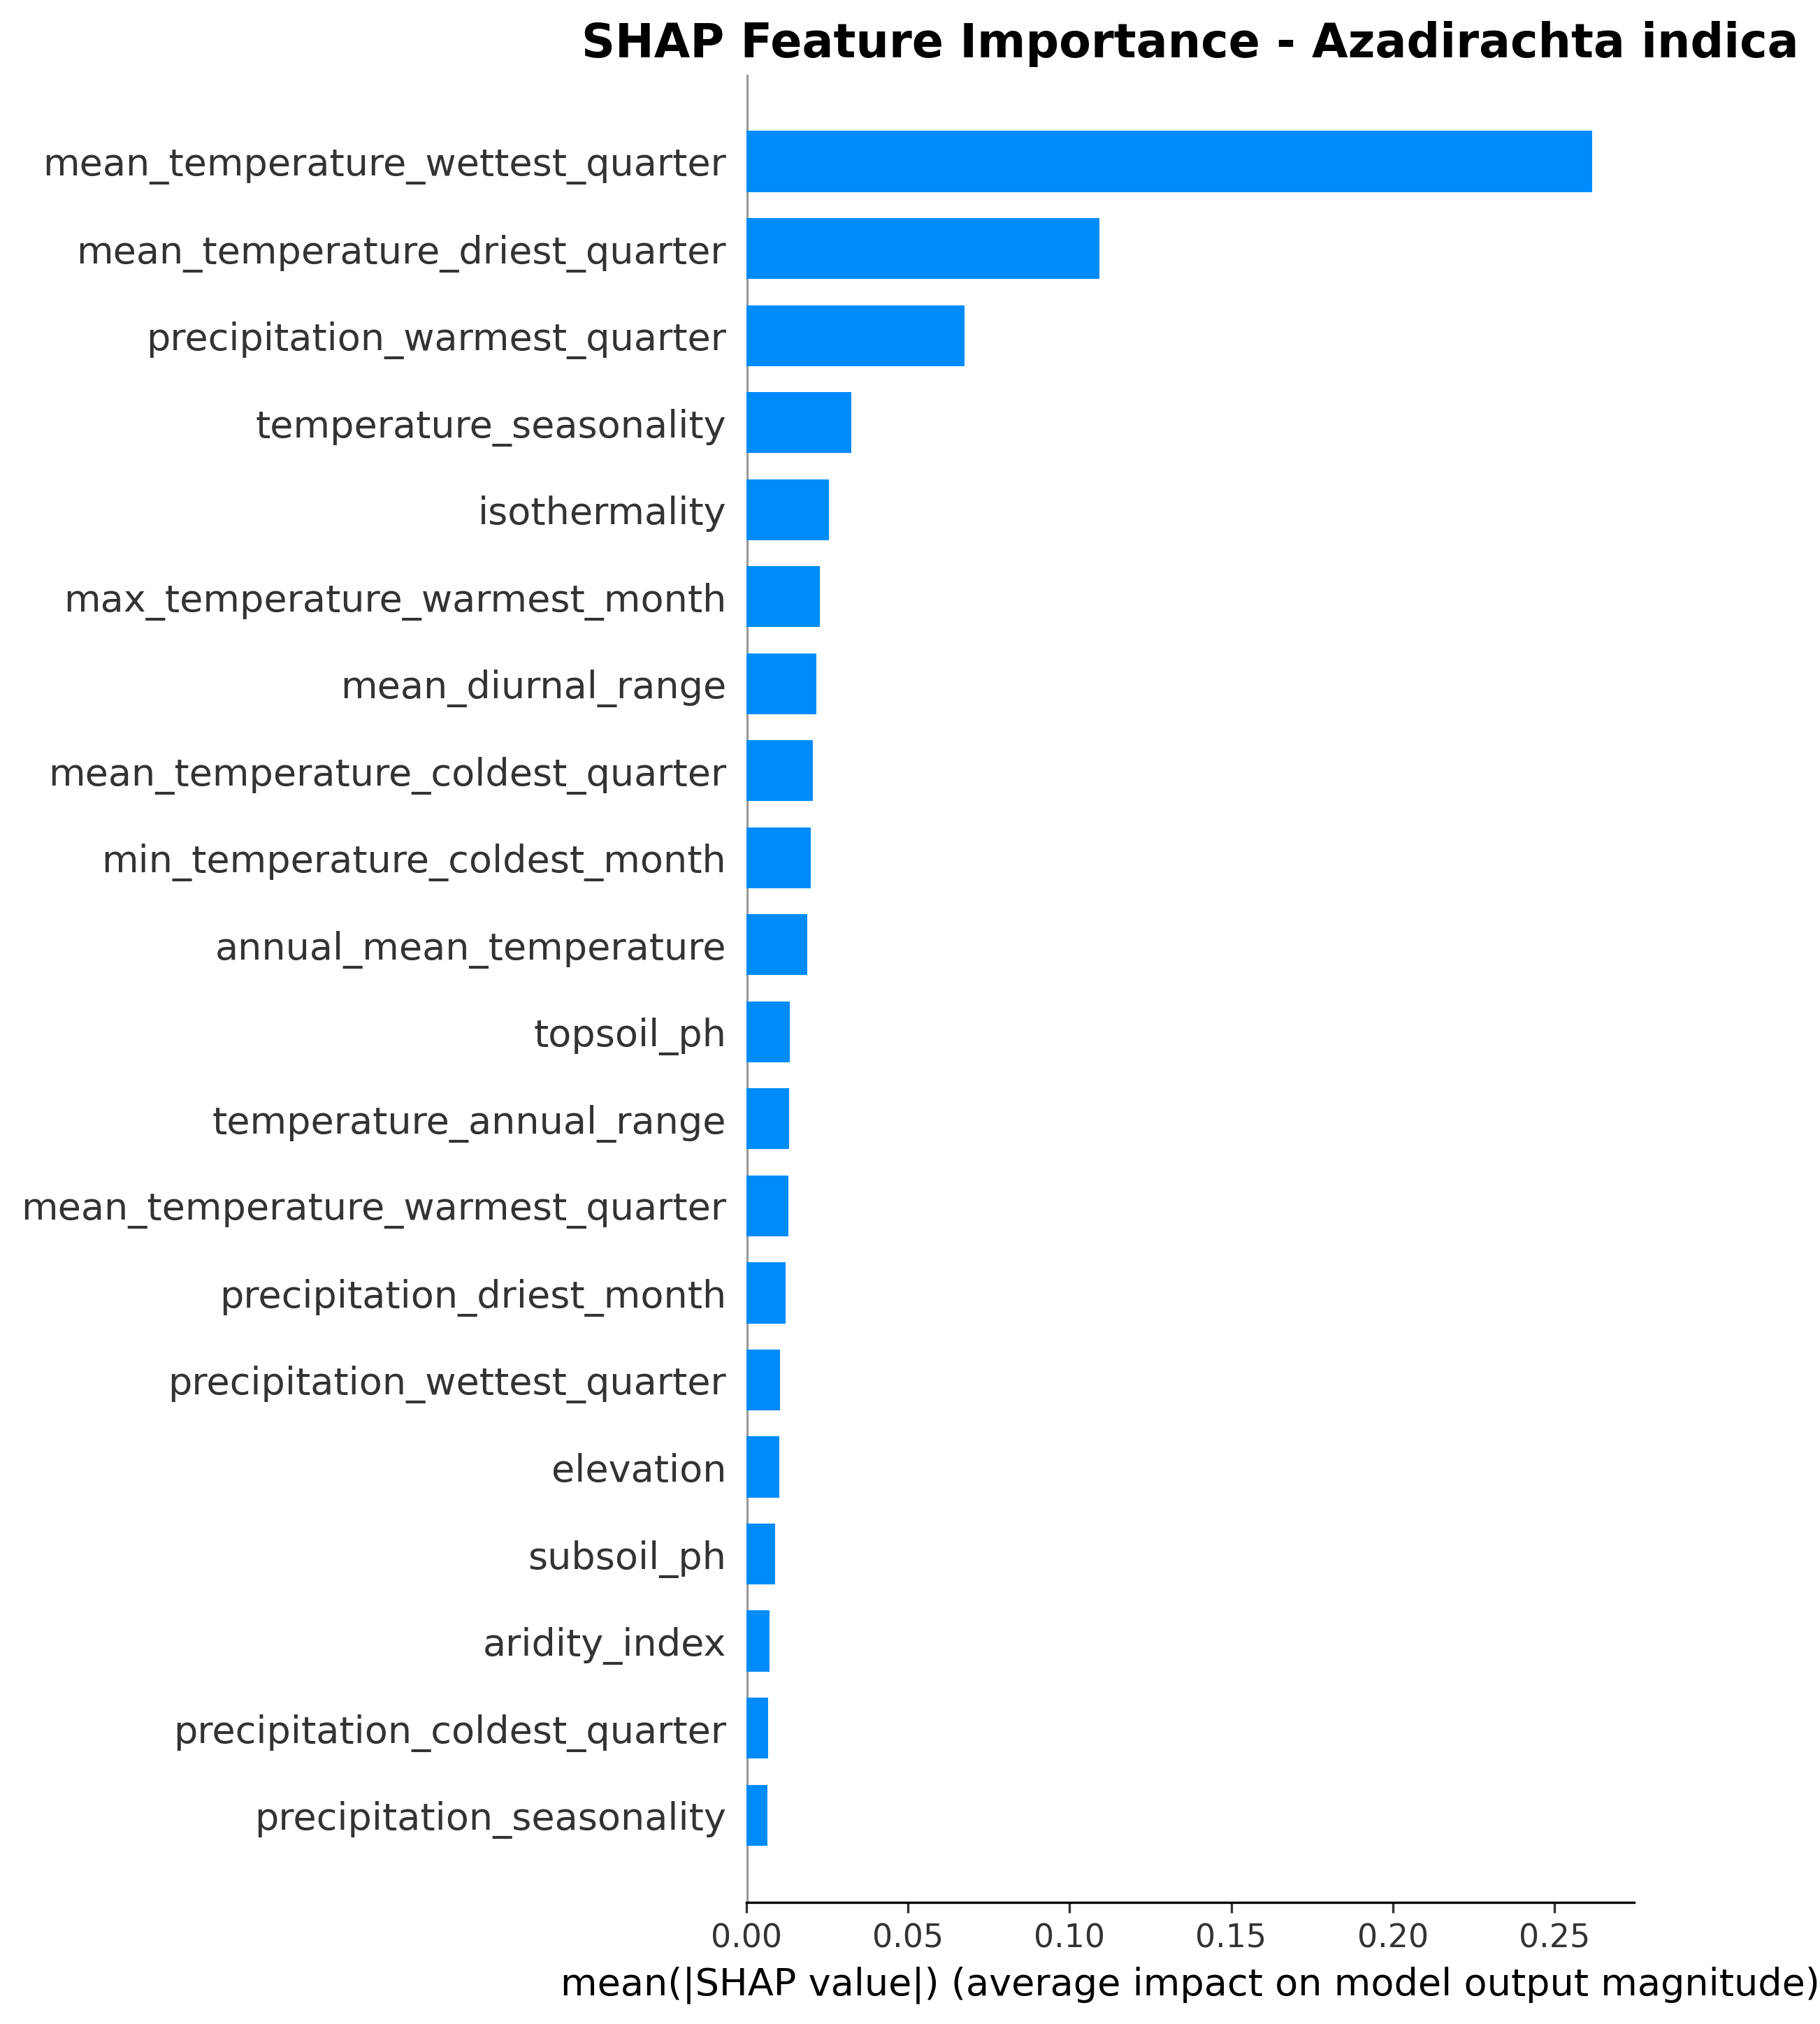 SHAP Feature Importance - Azadirachta indica
mean_temperature_wettest_quarter
mean_temperature_driest_quarter
precipitation_warmest_quarter
temperature_seasonality
isothermality
max_temperature_warmest_month
mean_diurnal_range
mean_temperature_coldest_quarter
min_temperature_coldest_month
annual_mean_temperature
topsoil_ph
temperature_annual_range
mean_temperature_warmest_quarter
precipitation_driest_month
precipitation_wettest_quarter
elevation
subsoil_ph
aridity_index
precipitation_coldest_quarter
precipitation_seasonality
0.00 0.05 0.10 0.15 0.20 0.25
mean(|SHAP value|) (average impact on model output magnitude)